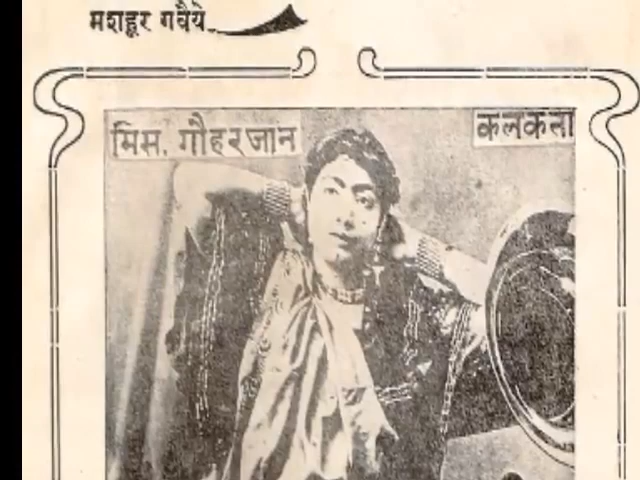 मशहूर गवैये
मिस. गौहरजान
कलकत्ता